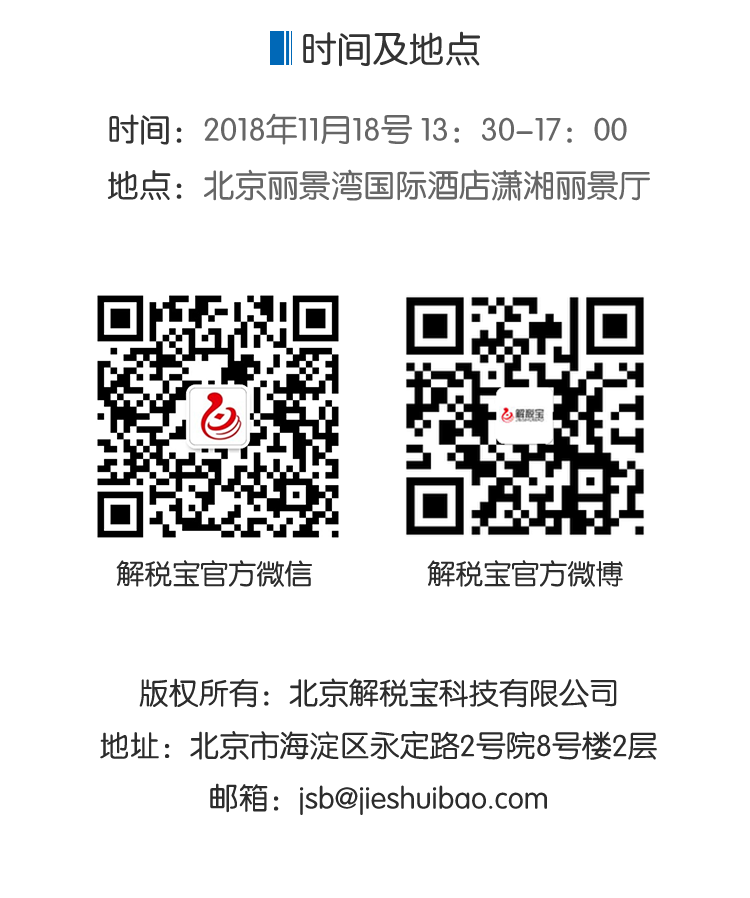 时间及地点
时间：2018年11月18号 13：30-17：00
地点：北京丽景湾国际酒店潇湘丽景厅
解税宝
JIESHUIBAO
解税宝官方微信
解税宝官方微博
版权所有：北京解税宝科技有限公司
地址：北京市海淀区永定路2号院8号楼2层
邮箱：jsb@jieshuibao.com